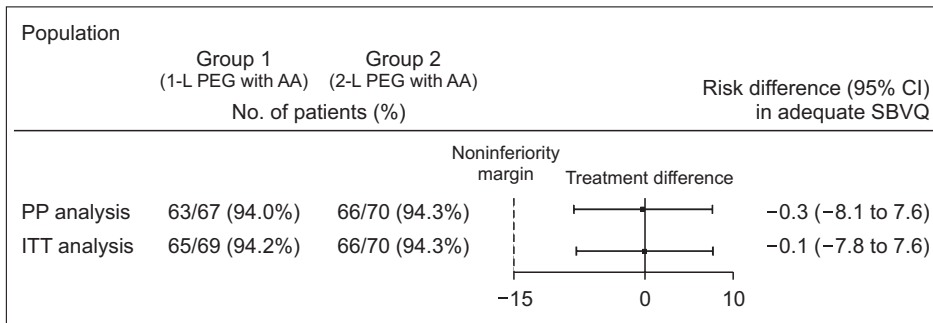 Population
Group 1 Group 2
(1-L PEG with AA) (2-L PEG with AA)
No. of patients (%)
Risk difference (95% CI)
in adequate SBVQ
Noninferiority
margin
Treatment difference
PP analysis 63/67 (94.0%) 66/70 (94.3%) −0.3 (−8.1 to 7.6)
ITT analysis 65/69 (94.2%) 66/70 (94.3%) −0.1 (−7.8 to 7.6)
−15 0 10